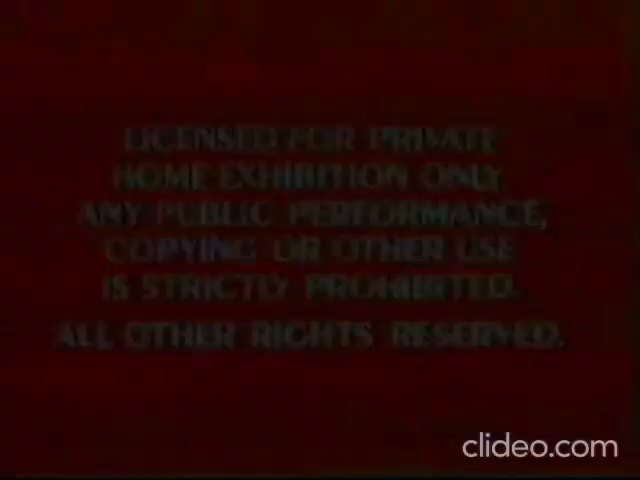 LICENSED FOR PRIVATE
HOME EXHIBITION ONLY
ANY PUBLIC PERFORMANCE,
COPYING OR OTHER USE
IS STRICTLY PROHIBITED.
ALL OTHER RIGHTS RESERVED.
clideo.com